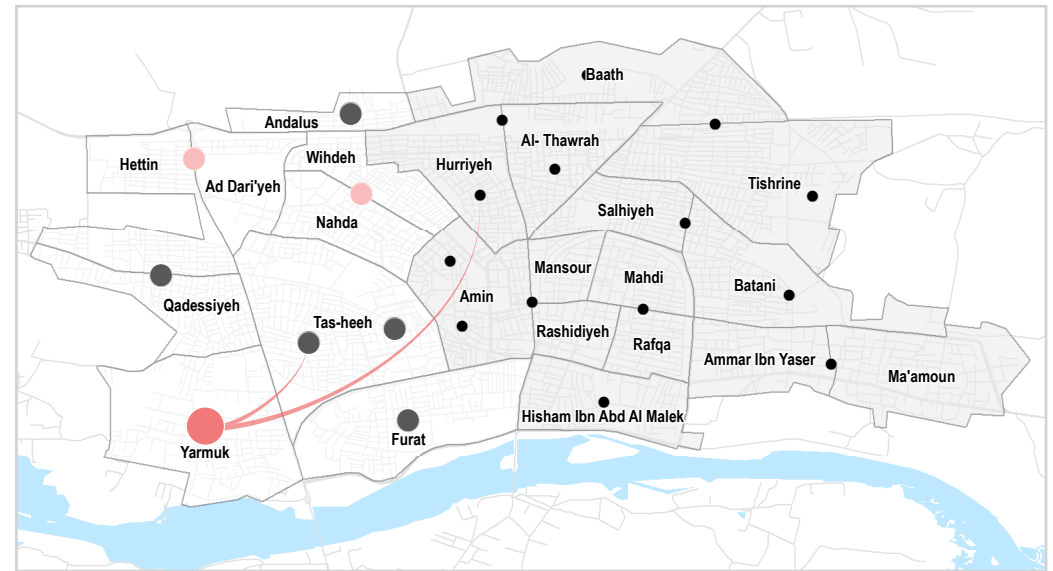 Baath
Andalus
Al- Thawrah
Wihdeh
Hurriyeh
Hettin
Ad Dari'yeh
Tishrine
Salhiyeh
Nahda
Mansour
Mahdi
Batani
Amin
Qadessiyeh
Tas-heeh
Rashidiyeh
Rafqa
Ammar Ibn Yaser
Ma'amoun
Hisham Ibn Abd Al Malek
Furat
Yarmuk